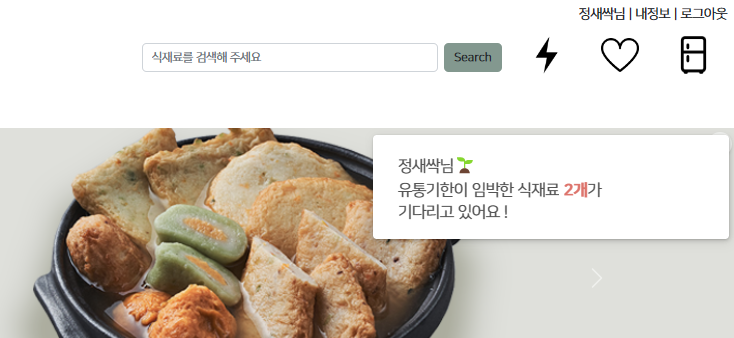 정새싹님 | 내정보 | 로그아웃
식재료를 검색해 주세요 Search
정새싹님🌱
유통기한이 임박한 식재료 2개가
기다리고 있어요 !